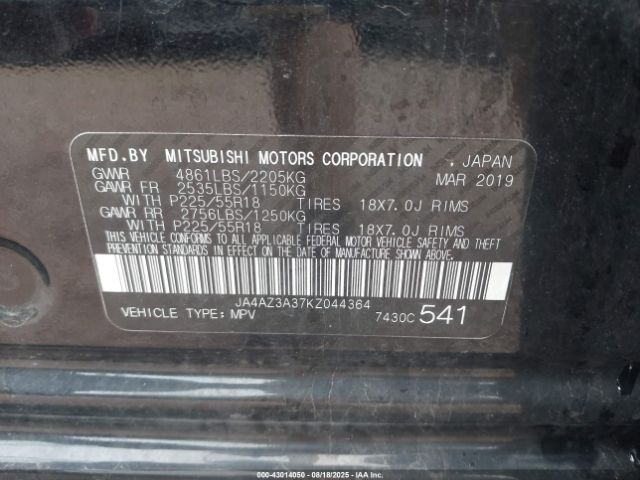 MFD.BY MITSUBISHI MOTORS CORPORATION . JAPAN
GVWR 4861LBS/2205KG MAR 2019
GAWR FR 2535LBS/1150KG
WITH P225/55R18 TIRES 18X7.0J RIMS
GAWR RR 2756LBS/1250KG
WITH P225/55R18 TIRES 18X7.0J RIMS
THIS VEHICLE CONFORMS TO ALL APPLICABLE FEDERAL MOTOR VEHICLE SAFETY AND THEFT
PREVENTION STANDARDS IN EFFECT ON THE DATE OF MANUFACTURE SHOWN ABOVE.
JA4AZ3A37KZ044364
VEHICLE TYPE: MPV 7430C 541
000-43014050 - 08/18/2025 - IAA Inc.